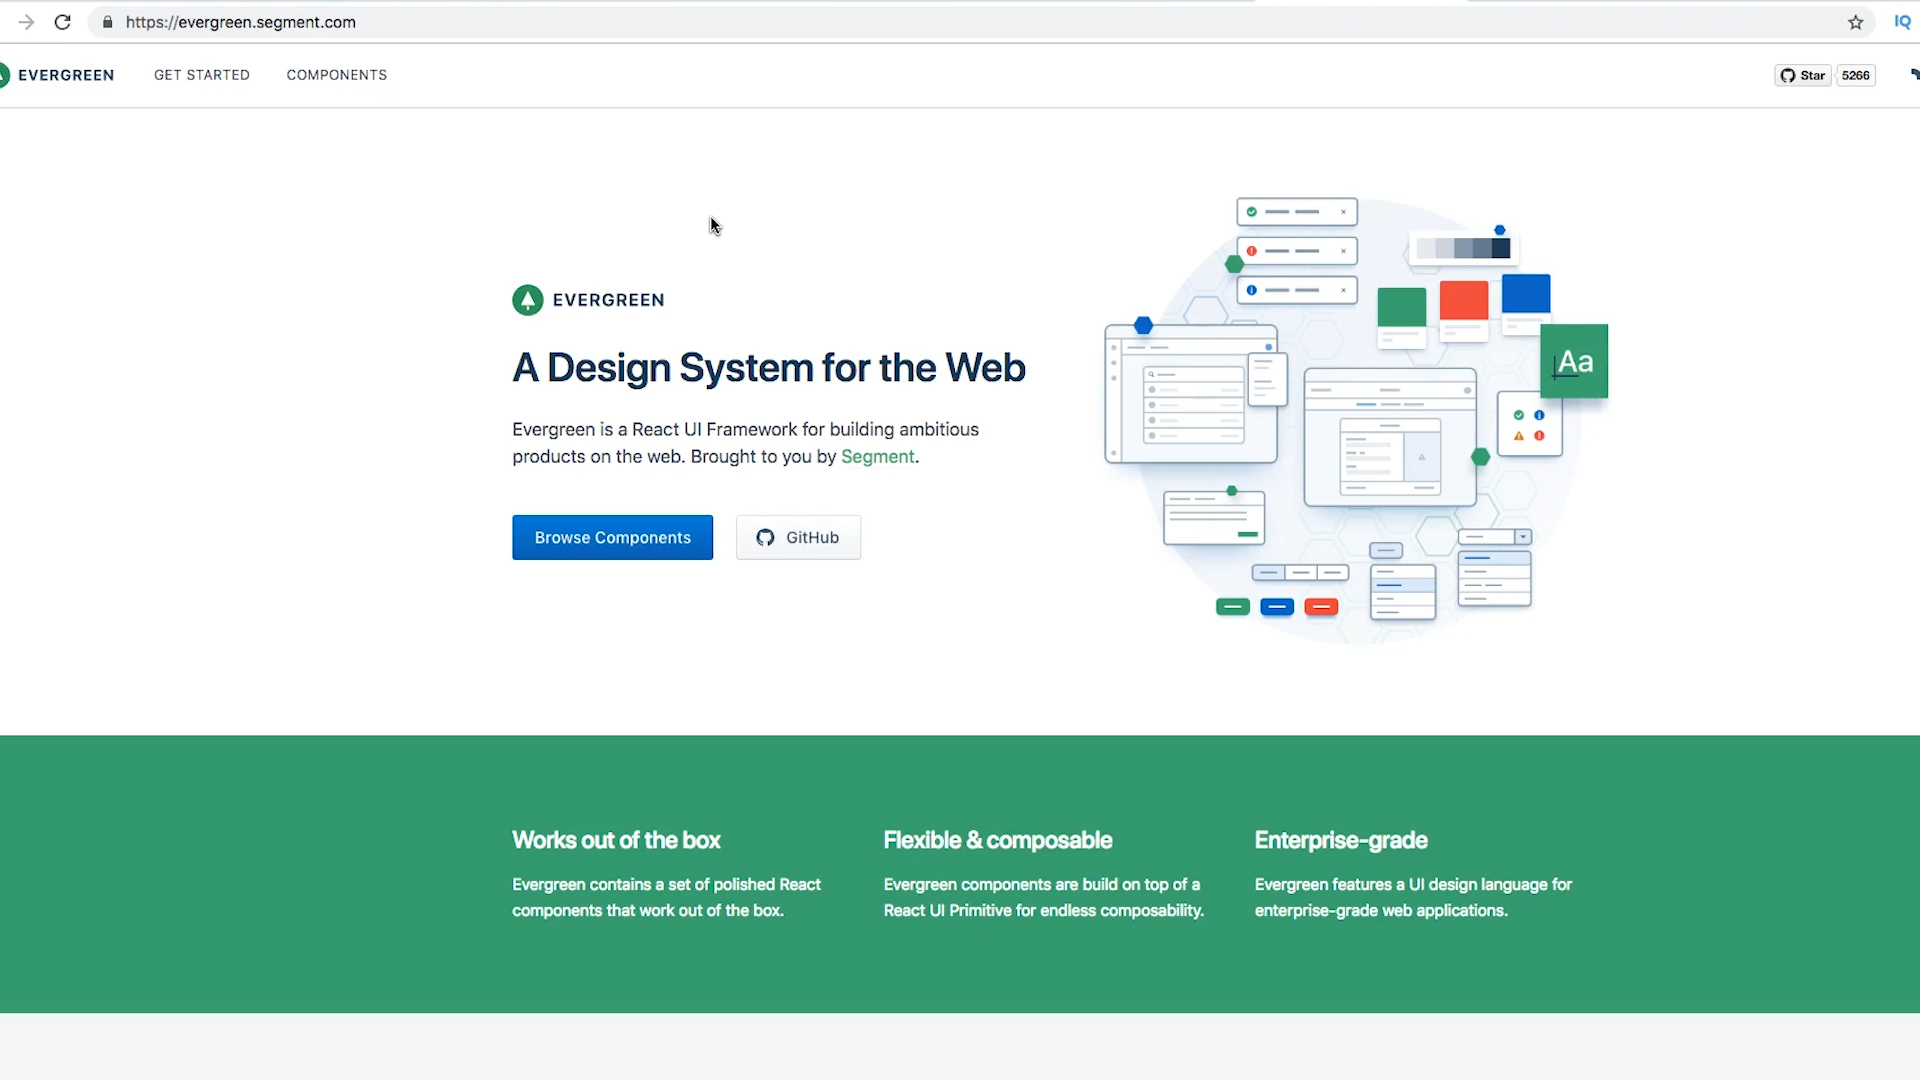 https://evergreen.segment.com
IQ
EVERGREEN
GET STARTED
COMPONENTS
Star
5266
EVERGREEN
A Design System for the Web
Evergreen is a React UI Framework for building ambitious
products on the web. Brought to you by Segment.
Browse Components
GitHub
Aa
Works out of the box
Evergreen contains a set of polished React
components that work out of the box.
Flexible & composable
Evergreen components are build on top of a
React UI Primitive for endless composability.
Enterprise-grade
Evergreen features a UI design language for
enterprise-grade web applications.